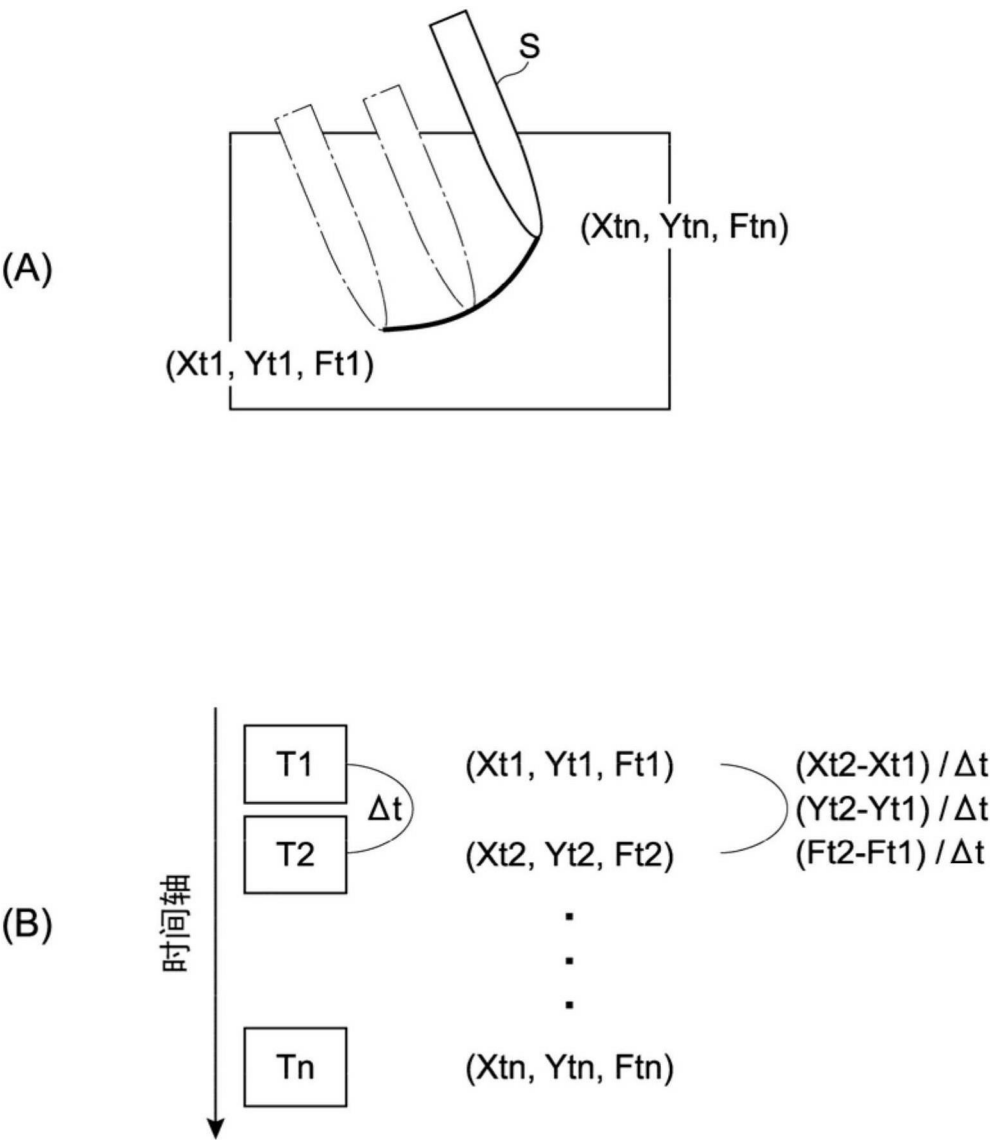 S
(Xtn, Ytn, Ftn)
(A)
(Xt1, Yt1, Ft1)
T1
(Xt1, Yt1, Ft1)
(Xt2-Xt1) / Δt
Δt
(Yt2-Yt1) / Δt
T2
(Xt2, Yt2, Ft2)
(Ft2-Ft1) / Δt
(B)
时间轴
Tn
(Xtn, Ytn, Ftn)